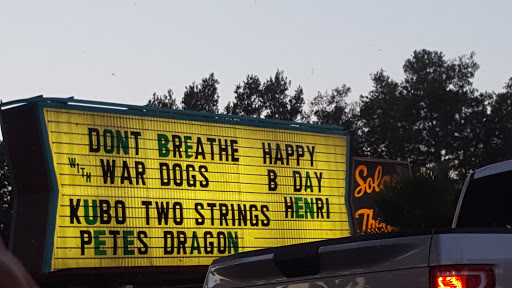 DONT BREATHE HAPPY
WITH WAR DOGS B DAY
KUBO TWO STRINGS HENRI
PETES DRAGON